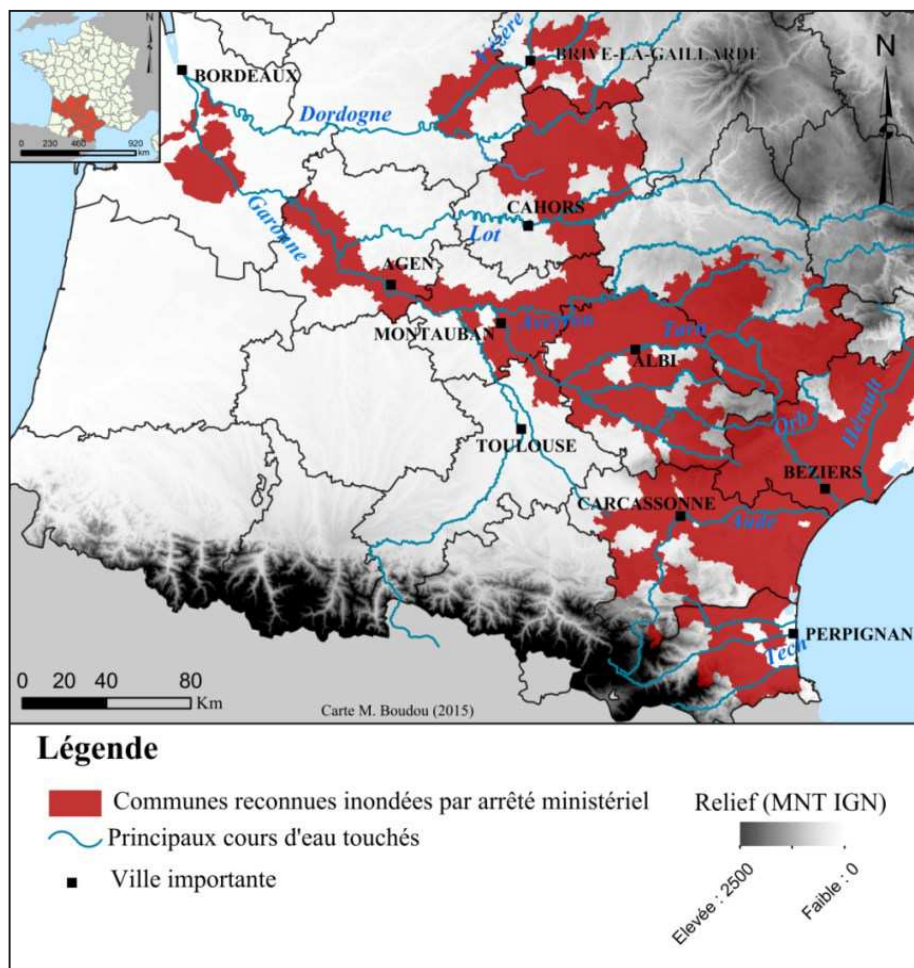 N
0 230 460 920
km
BORDEAUX
Vézère
BRIVE-LA-GAILLARDE
N
Dordogne
Garonne
CAHORS
Lot
AGEN
MONTAUBAN
Aveyron
Tarn
ALBI
TOULOUSE
Orb
Hérault
BEZIERS
CARCASSONNE
Aude
PERPIGNAN
Tech
0 20 40 80
Km
Carte M. Boudou (2015)
Légende
Communes reconnues inondées par arrêté ministériel
Principaux cours d'eau touchés
Ville importante
Relief (MNT IGN)
Elevée : 2500
Faible : 0